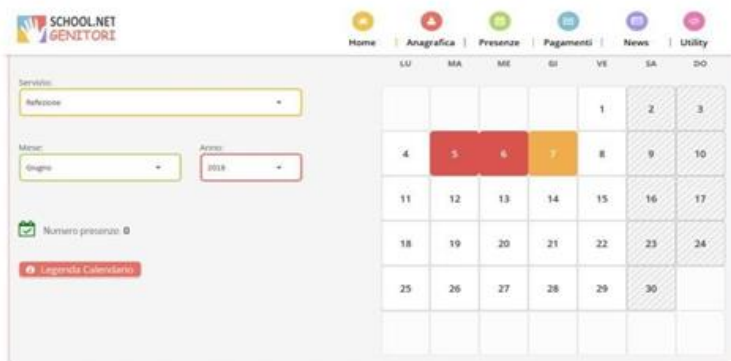 SCHOOL.NET
GENITORI
Home | Anagrafica | Presenze | Pagamenti | News | Utility
Servizio:
Refezione
Mese:
Giugno
Anno:
2018
Numero presenze: 0
Legenda Calendario
LU MA ME GI VE SA DO
1 2 3
4 5 6 7 8 9 10
11 12 13 14 15 16 17
18 19 20 21 22 23 24
25 26 27 28 29 30